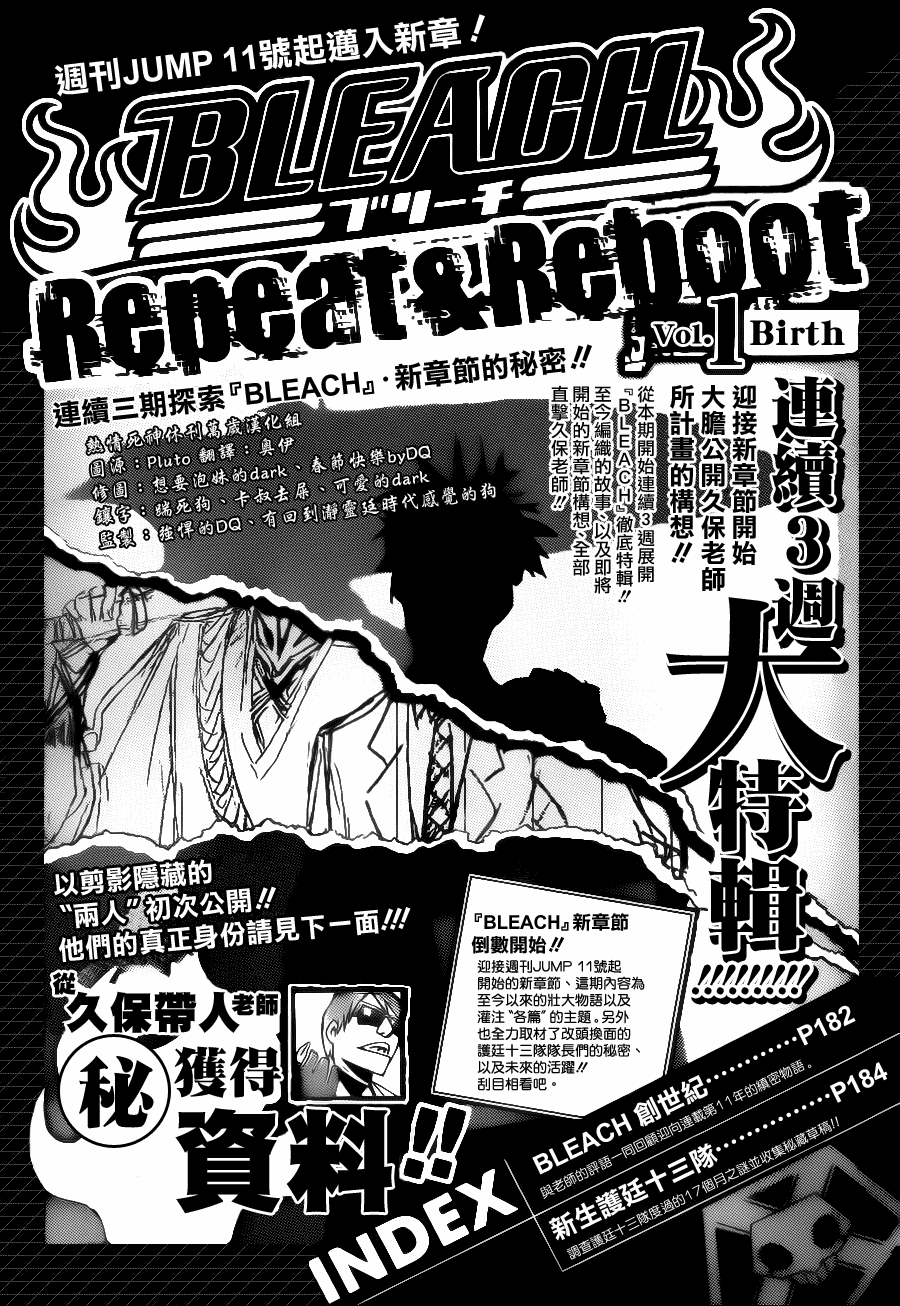 週刊JUMP 11號起邁入新章！
BLEACH
ブリーチ
Repeat&Reboot
Vol.1 Birth
連續三期探索『BLEACH』·新章節的秘密!!
熱情死神休刊萬歲漢化組
圖源：Pluto 翻譯：奧伊
修圖：想要泡妹的dark、春節快樂byDQ
鑲字：踹死狗、卡叔去屎、可愛的dark
監製：強悍的DQ、有回到瀞靈廷時代感覺的狗
連續3週
大
特輯!!!!!!!!!!
迎接新章節開始
大膽公開久保老師
所計畫的構想!!
從本期開始連續3週展開
『BLEACH』徹底特輯!!
至今編織的故事、以及即將
開始的新章節構想、全部
直擊久保老師!!
以剪影隱藏的
“兩人”初次公開!!
他們的真正身份請見下一面!!!
從
久保帶人老師
㊙獲得
資料!!
『BLEACH』新章節
倒數開始!!
迎接週刊JUMP 11號起
開始的新章節、這期內容為
至今以來的壯大物語以及
灌注“各篇”的主題。另外
也全力取材了改頭換面的
護廷十三隊隊長們的秘密、
以及未來的活躍!!
刮目相看吧。
INDEX
BLEACH 創世紀…………P182
與老師的評語一同回顧迎向連載第11年的縝密物語。
新生護廷十三隊……………P184
調查護廷十三隊度過的17個月之謎並收集秘藏草稿!!